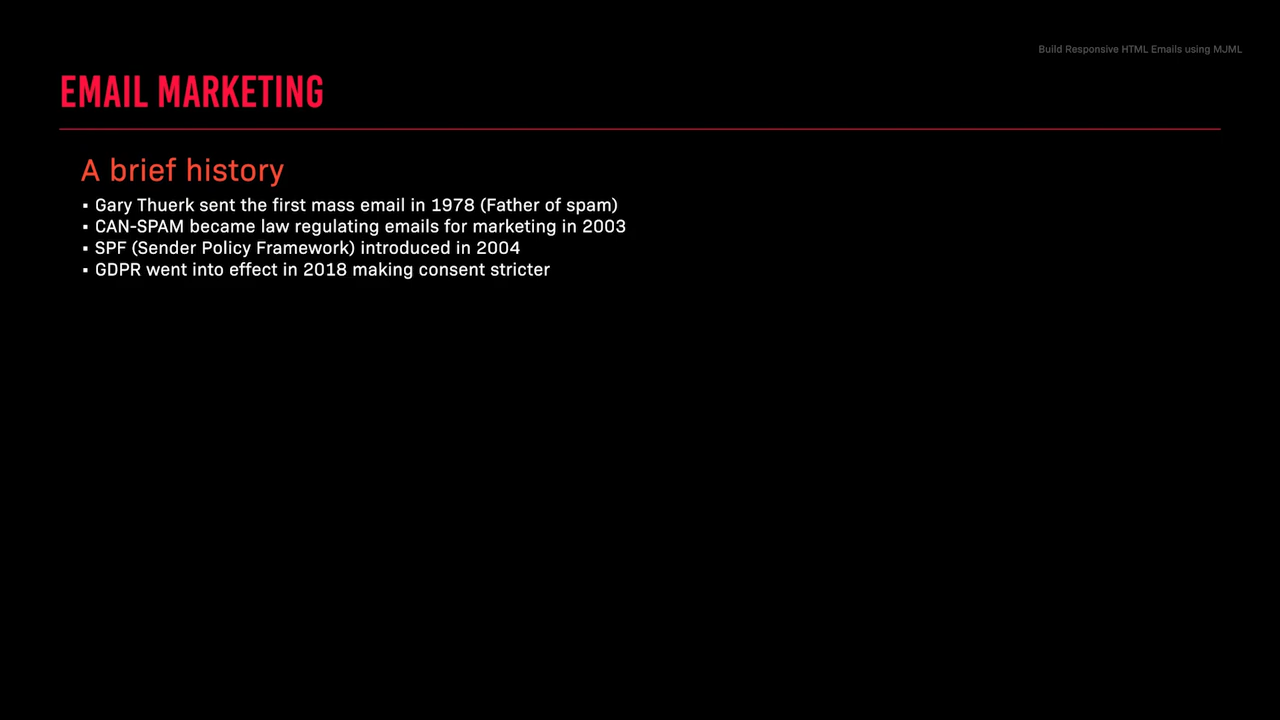 Build Responsive HTML Emails using MJML
EMAIL MARKETING
A brief history
▪ Gary Thuerk sent the first mass email in 1978 (Father of spam)
▪ CAN-SPAM became law regulating emails for marketing in 2003
▪ SPF (Sender Policy Framework) introduced in 2004
▪ GDPR went into effect in 2018 making consent stricter